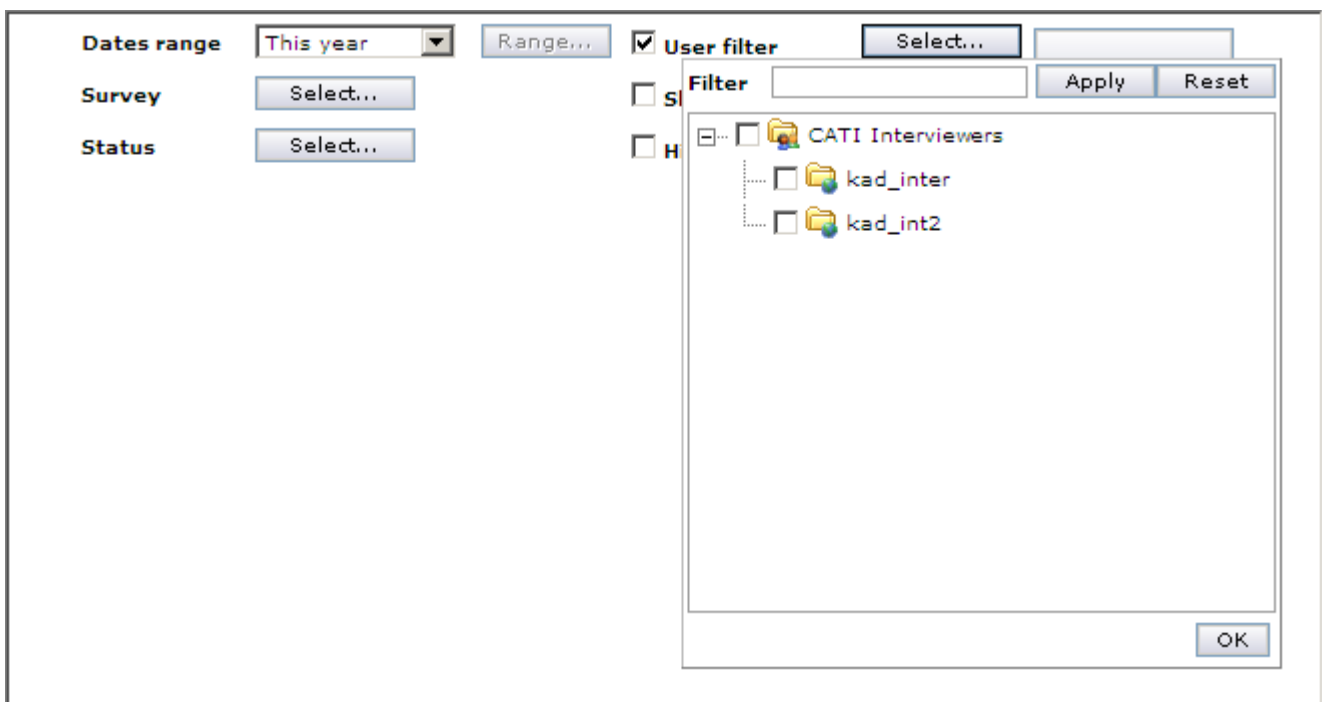 Dates range This year Range... User filter Select...
Filter Apply Reset
Survey Select...
Status Select...
CATI Interviewers
kad_inter
kad_int2
OK